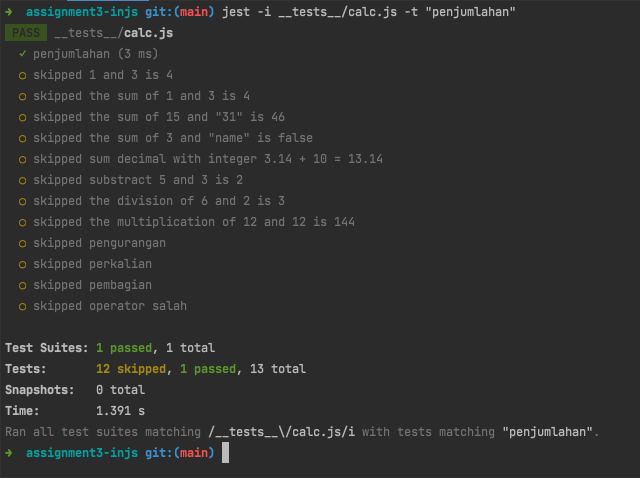 ➜  assignment3-injs git:(main) jest -i __tests__/calc.js -t "penjumlahan"
PASS  __tests__/calc.js
✓ penjumlahan (3 ms)
○ skipped 1 and 3 is 4
○ skipped the sum of 1 and 3 is 4
○ skipped the sum of 15 and "31" is 46
○ skipped the sum of 3 and "name" is false
○ skipped sum decimal with integer 3.14 + 10 = 13.14
○ skipped substract 5 and 3 is 2
○ skipped the division of 6 and 2 is 3
○ skipped the multiplication of 12 and 12 is 144
○ skipped pengurangan
○ skipped perkalian
○ skipped pembagian
○ skipped operator salah
Test Suites: 1 passed, 1 total
Tests:       12 skipped, 1 passed, 13 total
Snapshots:   0 total
Time:        1.391 s
Ran all test suites matching /__tests__\/calc.js/i with tests matching "penjumlahan".
➜  assignment3-injs git:(main)